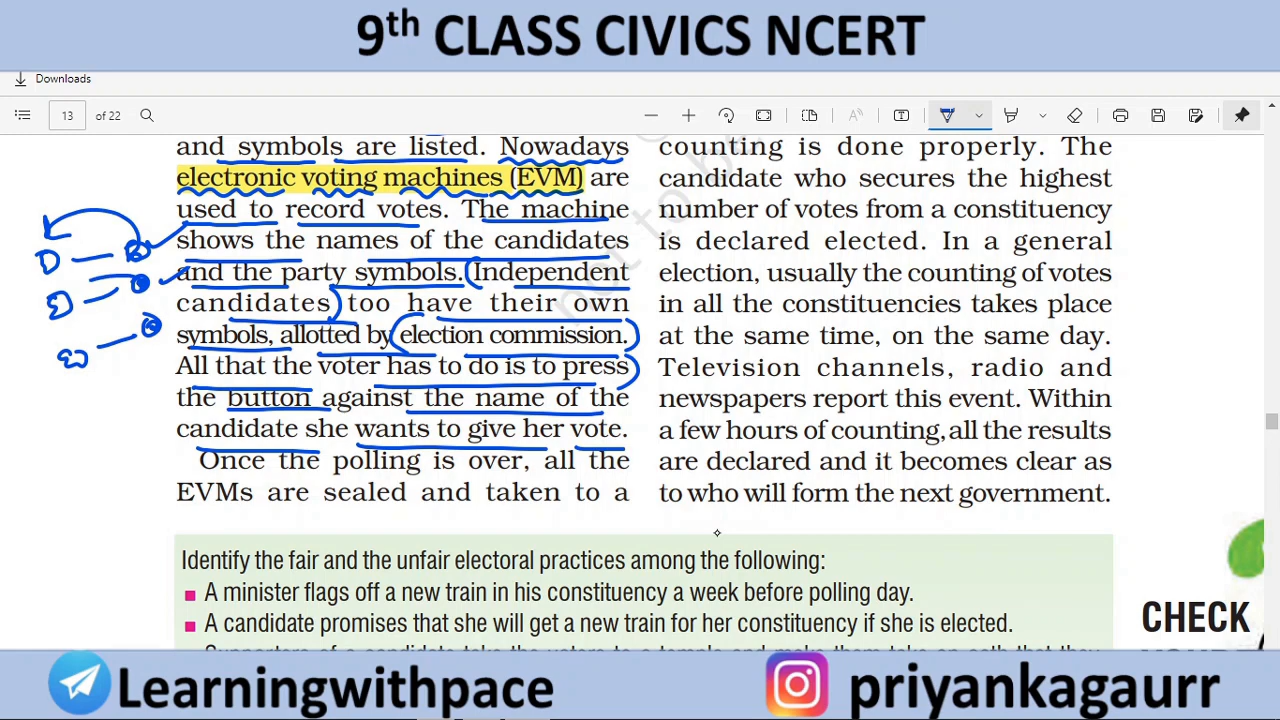 9th CLASS CIVICS NCERT
Downloads
13 of 22
and symbols are listed. Nowadays
electronic voting machines (EVM) are
used to record votes. The machine
shows the names of the candidates
and the party symbols. Independent
candidates too have their own
symbols, allotted by election commission.
All that the voter has to do is to press
the button against the name of the
candidate she wants to give her vote.
Once the polling is over, all the
EVMs are sealed and taken to a
counting is done properly. The
candidate who secures the highest
number of votes from a constituency
is declared elected. In a general
election, usually the counting of votes
in all the constituencies takes place
at the same time, on the same day.
Television channels, radio and
newspapers report this event. Within
a few hours of counting, all the results
are declared and it becomes clear as
to who will form the next government.
not to be
Identify the fair and the unfair electoral practices among the following:
A minister flags off a new train in his constituency a week before polling day.
A candidate promises that she will get a new train for her constituency if she is elected.
CHECK
Learningwithpace
priyankagaurr